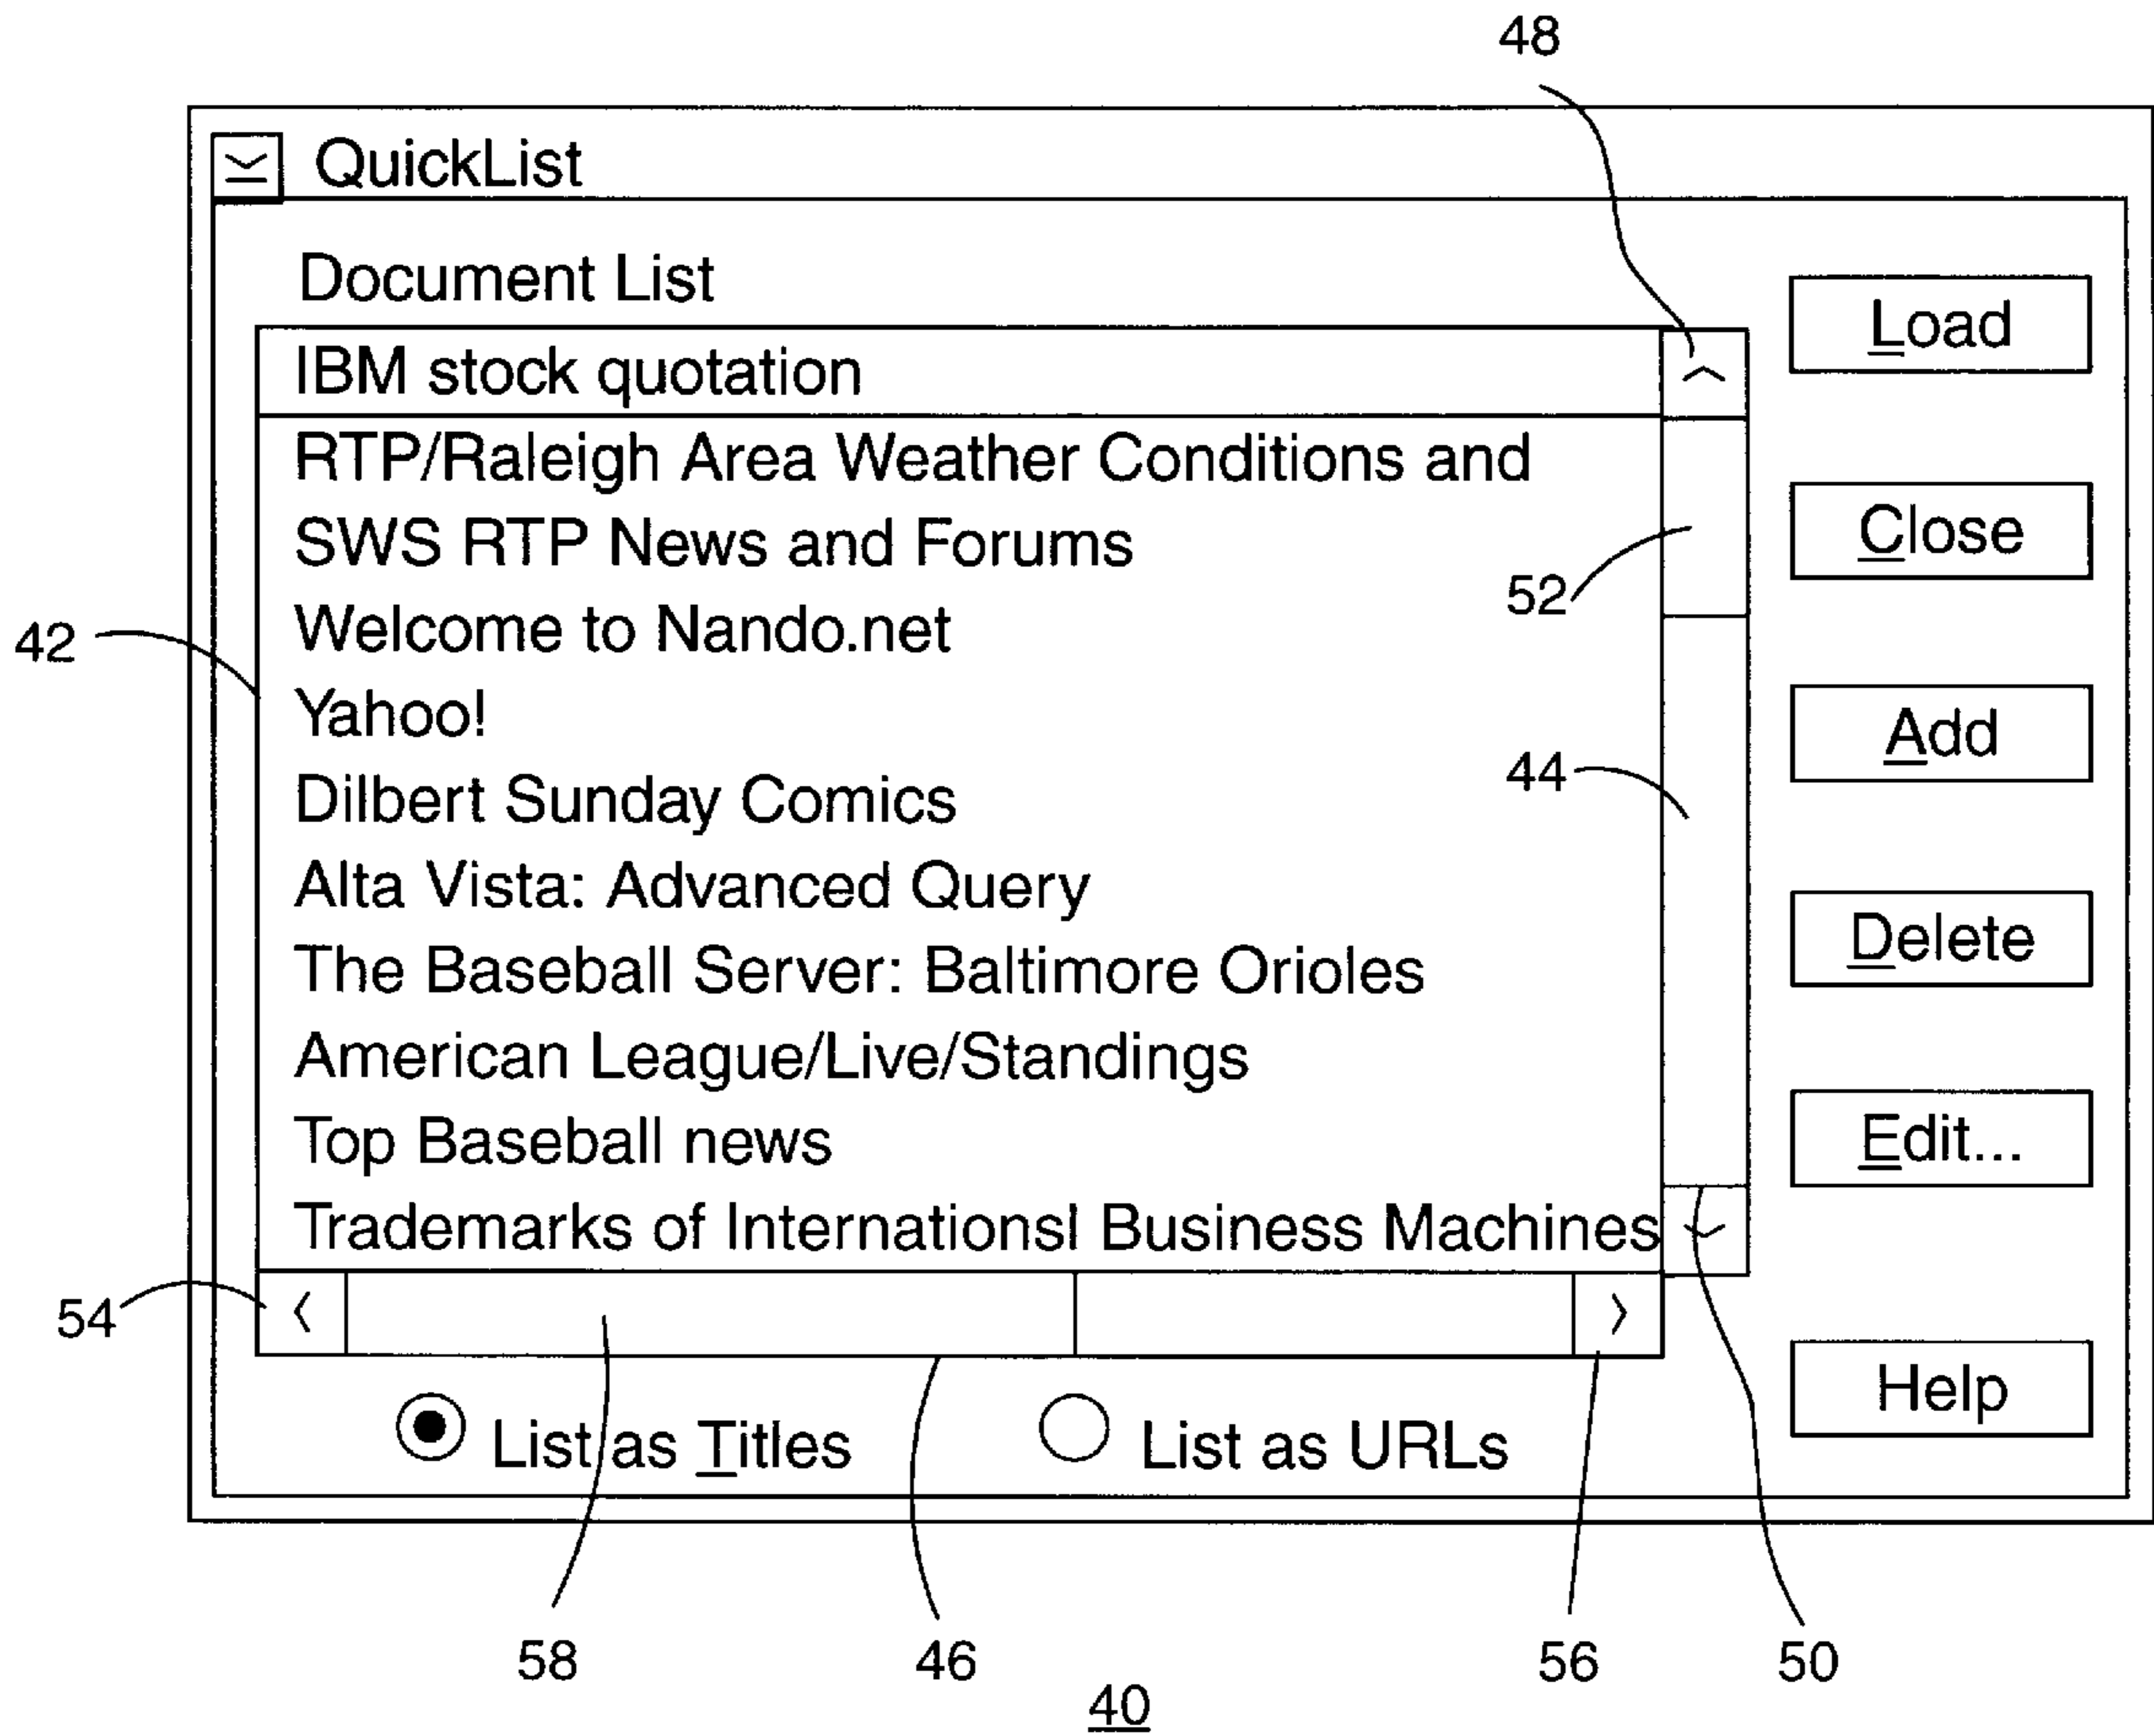 48
QuickList
Document List
Load
IBM stock quotation
RTP/Raleigh Area Weather Conditions and
Close
SWS RTP News and Forums
52
42
Welcome to Nando.net
Yahoo!
Add
44
Dilbert Sunday Comics
Alta Vista: Advanced Query
Delete
The Baseball Server: Baltimore Orioles
American League/Live/Standings
Top Baseball news
Edit...
Trademarks of Internationsl Business Machines
54
Help
List as Titles
List as URLs
58
46
56
50
40